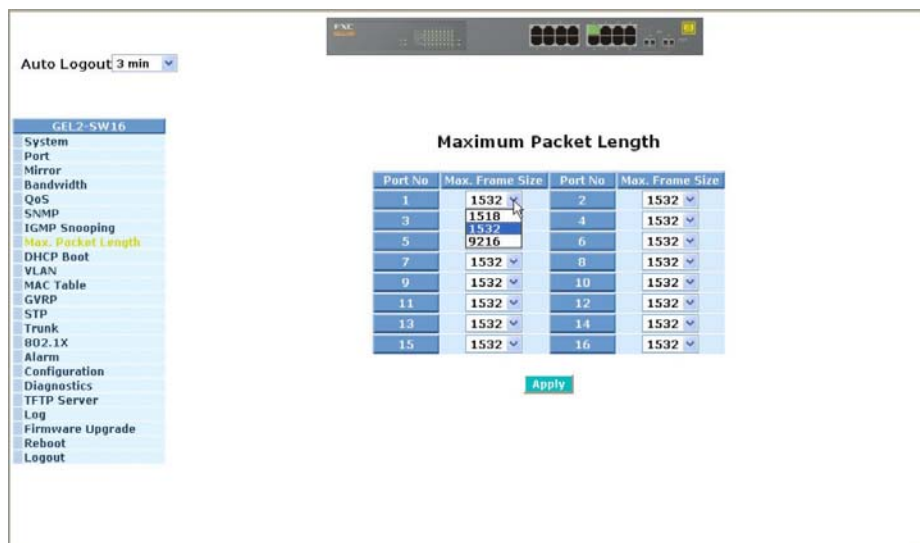 FXC
Auto Logout 3 min
GEL2-SW16
System
Port
Mirror
Bandwidth
QoS
SNMP
IGMP Snooping
Max. Packet Length
DHCP Boot
VLAN
MAC Table
GVRP
STP
Trunk
802.1X
Alarm
Configuration
Diagnostics
TFTP Server
Log
Firmware Upgrade
Reboot
Logout
Maximum Packet Length
Port No Max. Frame Size Port No Max. Frame Size
1 1532 2 1532
1518
1532
9216
3 4 1532
5 6 1532
7 1532 8 1532
9 1532 10 1532
11 1532 12 1532
13 1532 14 1532
15 1532 16 1532
Apply